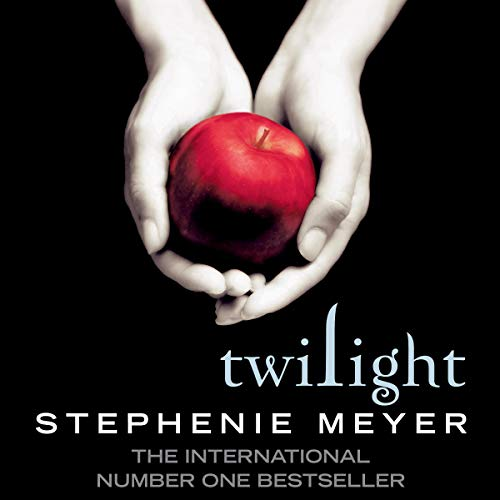 twilight
STEPHENIE MEYER
THE INTERNATIONAL
NUMBER ONE BESTSELLER